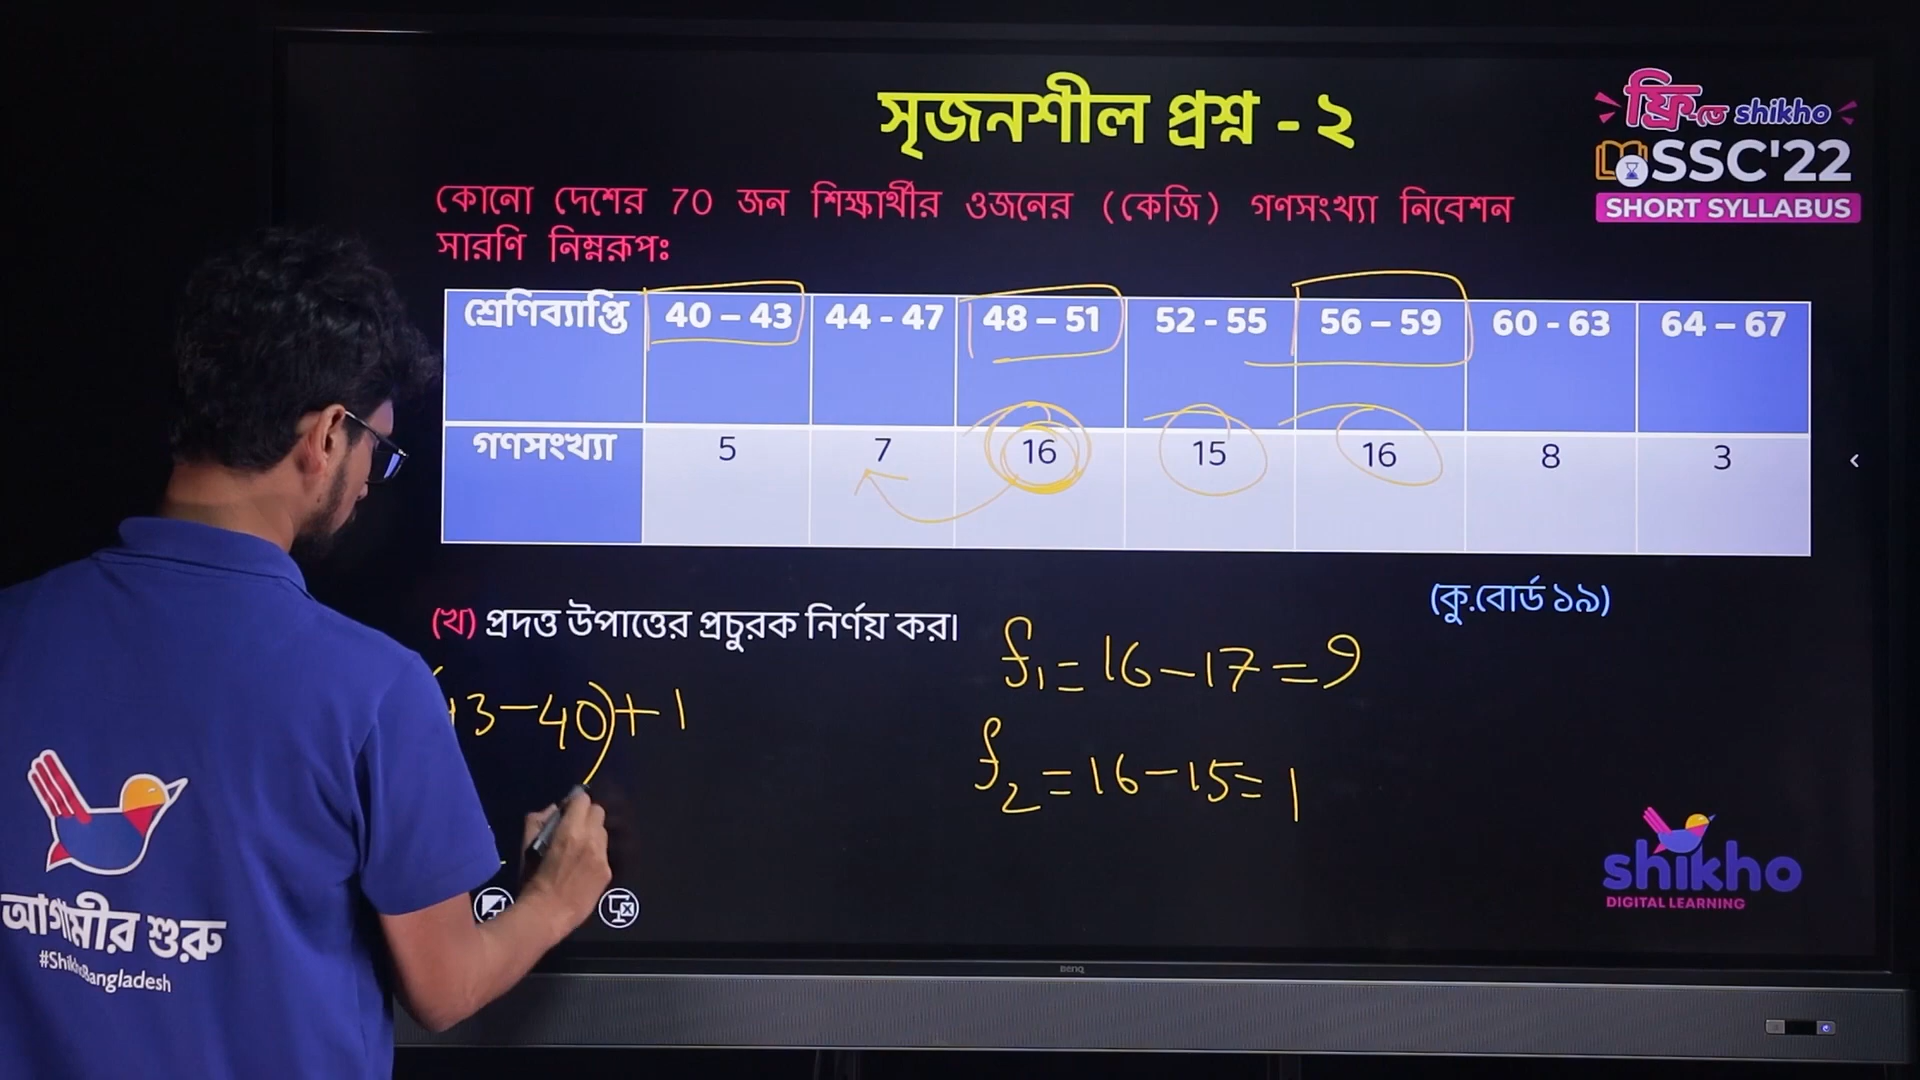 সৃজনশীল প্রশ্ন - ২
ফ্রি-তে shikho
SSC'22
SHORT SYLLABUS
কোনো দেশের 70 জন শিক্ষার্থীর ওজনের (কেজি) গণসংখ্যা নিবেশন
সারণি নিম্নরূপঃ
শ্রেণিব্যাপ্তি 40 – 43 44 - 47 48 – 51 52 - 55 56 – 59 60 - 63 64 – 67
গণসংখ্যা 5 7 16 15 16 8 3
(কু.বোর্ড ১৯)
(খ) প্রদত্ত উপাত্তের প্রচুরক নির্ণয় কর।
f₁ = 16 – 17 = 9
3 – 40) + 1
f₂ = 16 – 15 = 1
shikho
DIGITAL LEARNING
আগামীর শুরু
#ShikhoBangladesh
BenQ